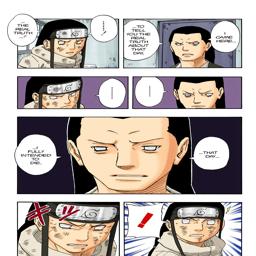 I
CAME
HERE...
...TO
TELL YOU
THE REAL
TRUTH
ABOUT
THAT
DAY.
...!
...THE
REAL
TRUTH
...
...THAT
DAY...
...I
FULLY
INTENDED
TO
DIE.
!